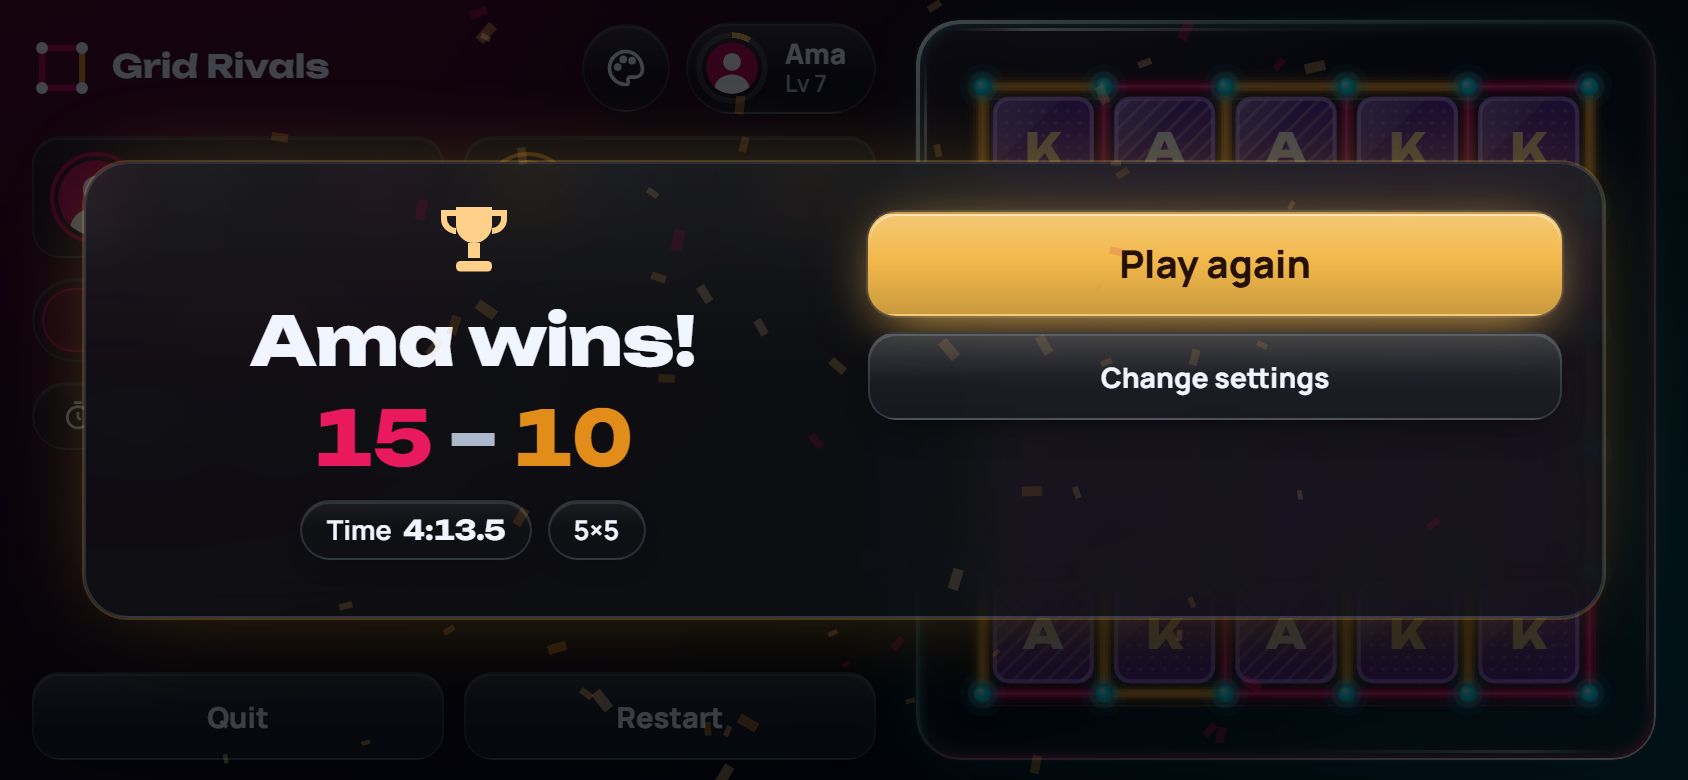 Grid Rivals
Ama
Lv 7
K A A K K
Ama wins!
15 – 10
Time 4:13.5
5×5
Play again
Change settings
A K A K K
Quit
Restart